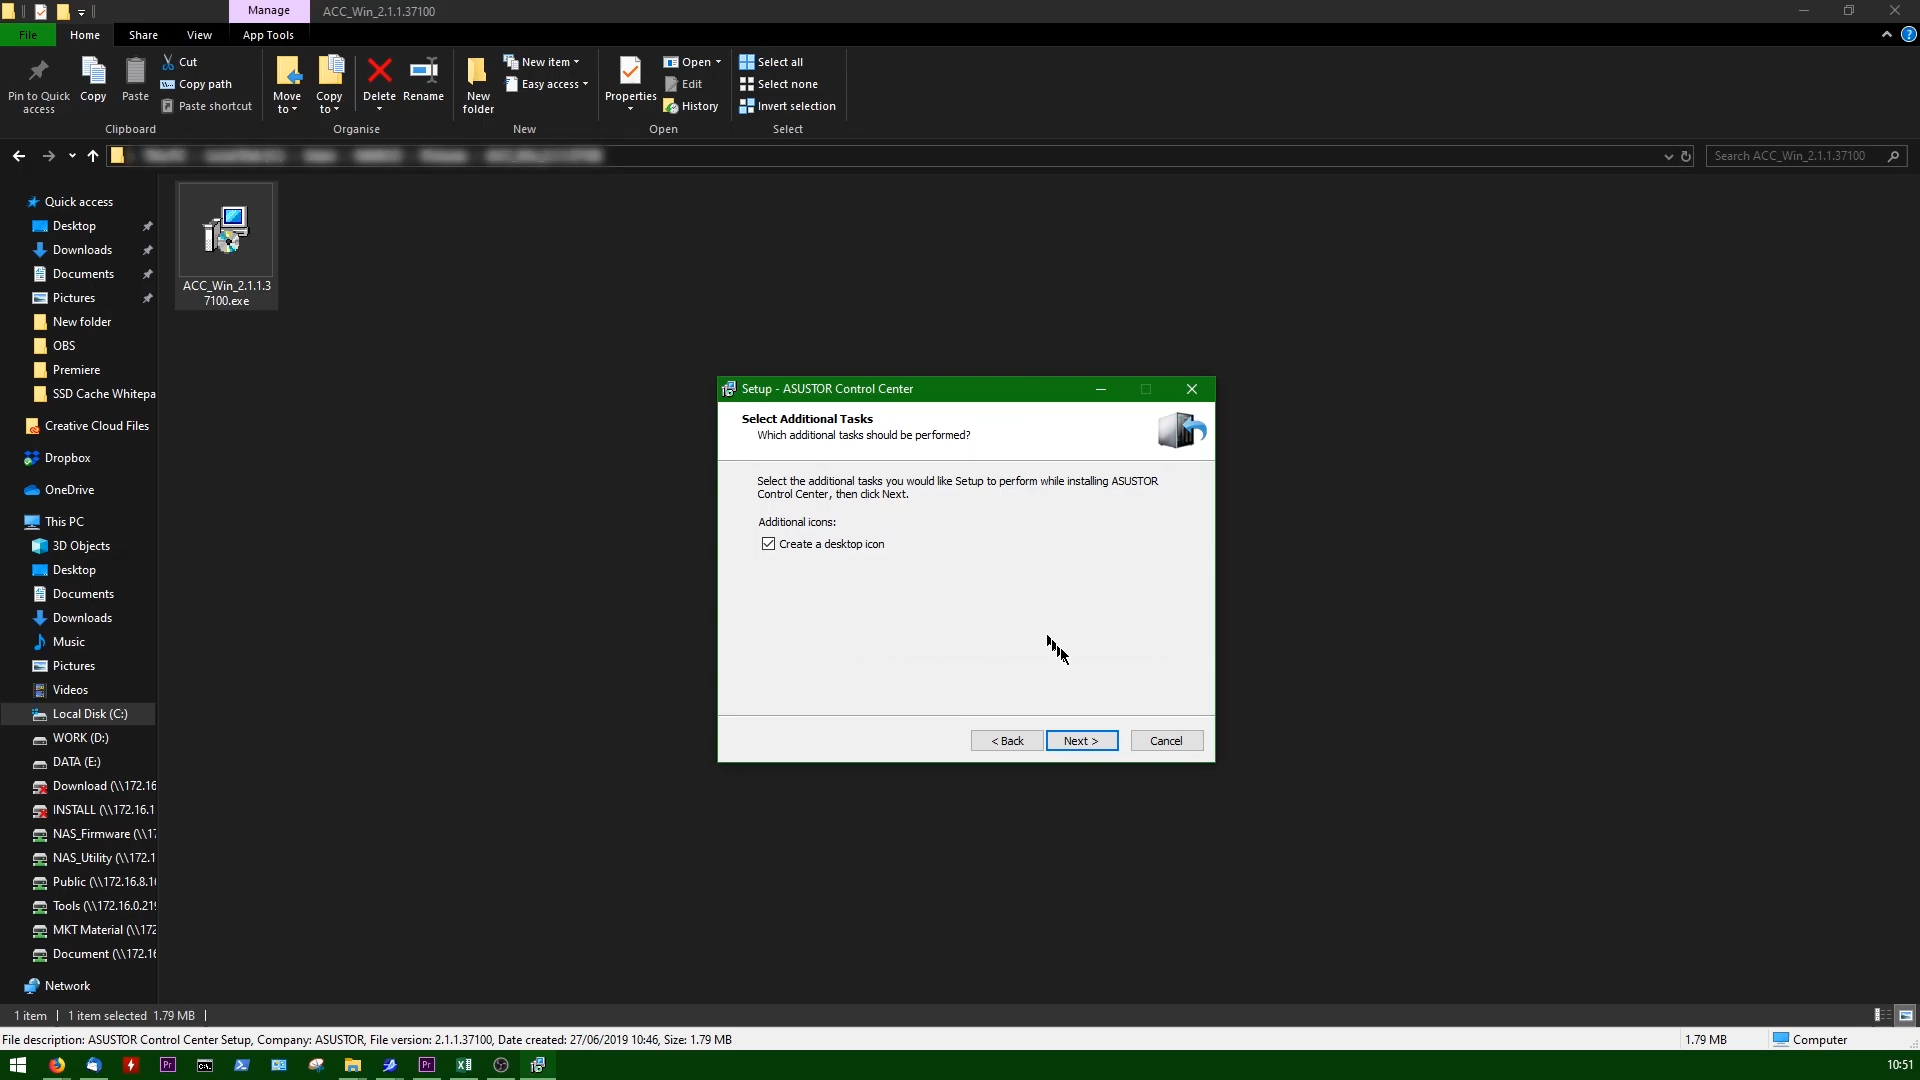 Manage
ACC_Win_2.1.1.37100
File
Home
Share
View
App Tools
Pin to Quick access
Copy
Paste
Cut
Copy path
Paste shortcut
Clipboard
Move to
Copy to
Delete
Rename
Organise
New folder
New item
Easy access
New
Properties
Open
Edit
History
Open
Select all
Select none
Invert selection
Select
Search ACC_Win_2.1.1.37100
Quick access
Desktop
Downloads
Documents
Pictures
New folder
OBS
Premiere
SSD Cache Whitepa
Creative Cloud Files
Dropbox
OneDrive
This PC
3D Objects
Desktop
Documents
Downloads
Music
Pictures
Videos
Local Disk (C:)
WORK (D:)
DATA (E:)
Download (\\172.16
INSTALL (\\172.16.1
NAS_Firmware (\\17
NAS_Utility (\\172.1
Public (\\172.16.8.16
Tools (\\172.16.0.219
MKT Material (\\172
Document (\\172.16
Network
ACC_Win_2.1.1.3
7100.exe
Setup - ASUSTOR Control Center
Select Additional Tasks
Which additional tasks should be performed?
Select the additional tasks you would like Setup to perform while installing ASUSTOR
Control Center, then click Next.
Additional icons:
Create a desktop icon
< Back
Next >
Cancel
1 item
1 item selected 1.79 MB
File description: ASUSTOR Control Center Setup, Company: ASUSTOR, File version: 2.1.1.37100, Date created: 27/06/2019 10:46, Size: 1.79 MB
1.79 MB
Computer
Pr
Pr
10:51